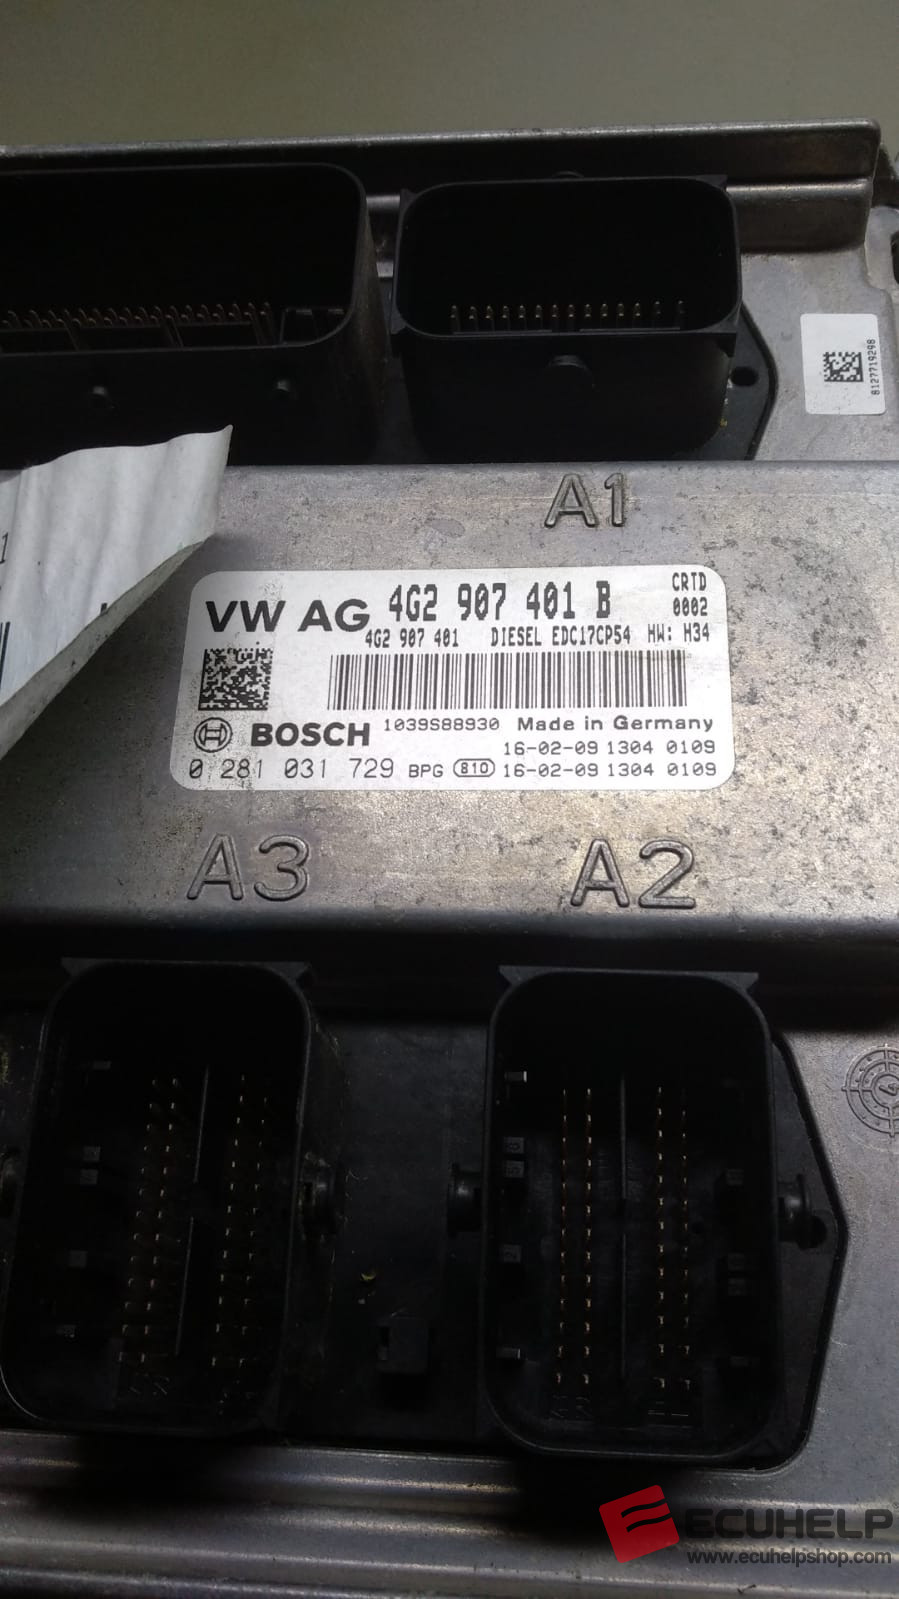 8127719298
1
A1
VW AG 4G2 907 401 B CRTD
0002
4G2 907 401 DIESEL EDC17CP54 HW: H34
BOSCH 1039S88930 Made in Germany
16-02-09 1304 0109
0 281 031 729 BPG 810 16-02-09 1304 0109
A3 A2
ECUHELP
www.ecuhelpshop.com